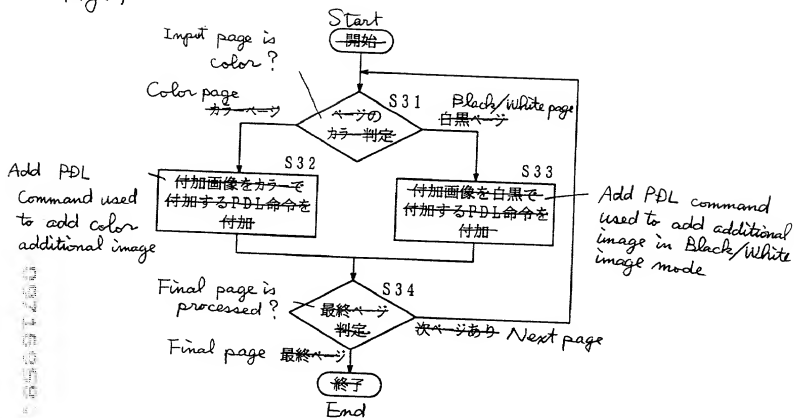 Start
開始
Input page is
color?
S31
Color page
カラーページ
ページの
カラー判定
Black/White page
白黒ページ
S32
付加画像をカラーで
付加するPDL命令を
付加
Add PDL
Command used
to add color
additional image
S33
付加画像を白黒で
付加するPDL命令を
付加
Add PDL command
used to add additional
image in Black/White
image mode
Final page is
processed?
S34
最終ページ
判定
次ページあり Next page
Final page 最終ページ
終了
End